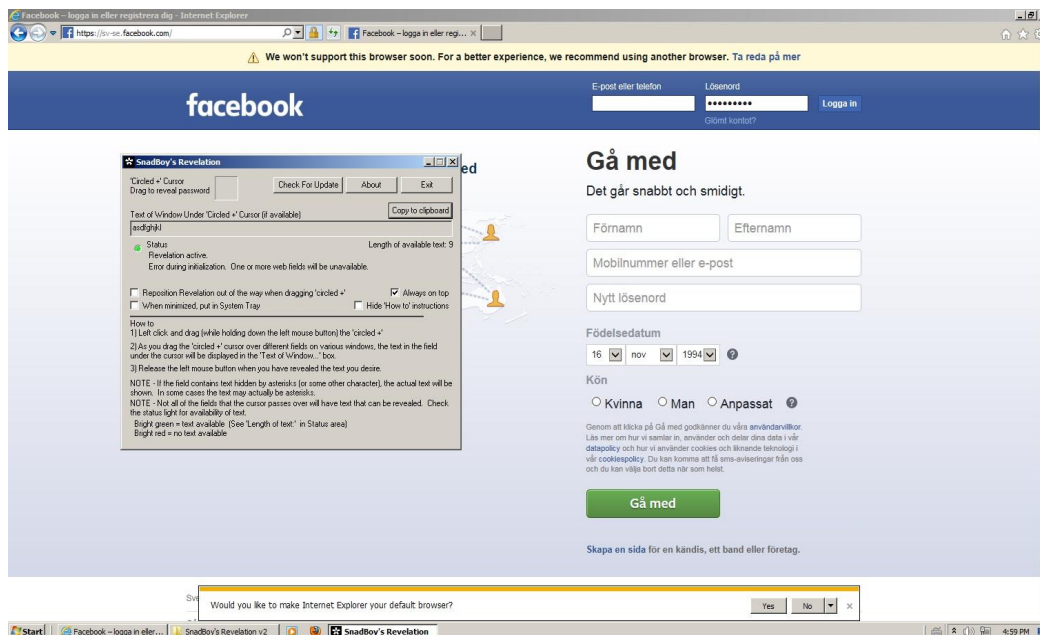 Facebook – logga in eller registrera dig - Internet Explorer
https://sv-se.facebook.com/
Facebook – logga in eller regi...
We won't support this browser soon. For a better experience, we recommend using another browser. Ta reda på mer
facebook
E-post eller telefon
Lösenord
•••••••••
Logga in
Glömt kontot?
SnadBoy's Revelation
'Circled +' Cursor
Drag to reveal password
Check For Update
About
Exit
Text of Window Under 'Circled +' Cursor (if available)
Copy to clipboard
asdfghjkl
Status
Length of available text: 9
Revelation active.
Error during initialization. One or more web fields will be unavailable.
Reposition Revelation out of the way when dragging 'circled +'
Always on top
When minimized, put in System Tray
Hide 'How to' instructions
How to
1) Left click and drag (while holding down the left mouse button) the 'circled +'
2) As you drag the 'circled +' cursor over different fields on various windows, the text in the field
under the cursor will be displayed in the 'Text of Window...' box.
3) Release the left mouse button when you have revealed the text you desire.
NOTE - If the field contains text hidden by asterisks (or some other character), the actual text will be
shown. In some cases the text may actually be asterisks.
NOTE - Not all of the fields that the cursor passes over will have text that can be revealed. Check
the status light for availability of text.
Bright green = text available (See 'Length of text:' in Status area)
Bright red = no text available
ed
Gå med
Det går snabbt och smidigt.
Förnamn
Efternamn
Mobilnummer eller e-post
Nytt lösenord
Födelsedatum
16 nov 1994
Kön
Kvinna Man Anpassat
Genom att klicka på Gå med godkänner du våra användarvillkor.
Läs mer om hur vi samlar in, använder och delar dina data i vår
datapolicy och hur vi använder cookies och liknande teknologi i
vår cookiespolicy. Du kan komma att få sms-aviseringar från oss
och du kan välja bort detta när som helst.
Gå med
Skapa en sida för en kändis, ett band eller företag.
Sve
Would you like to make Internet Explorer your default browser?
Yes
No
Start
Facebook – logga in eller...
SnadBoy's Revelation v2
SnadBoy's Revelation
4:59 PM